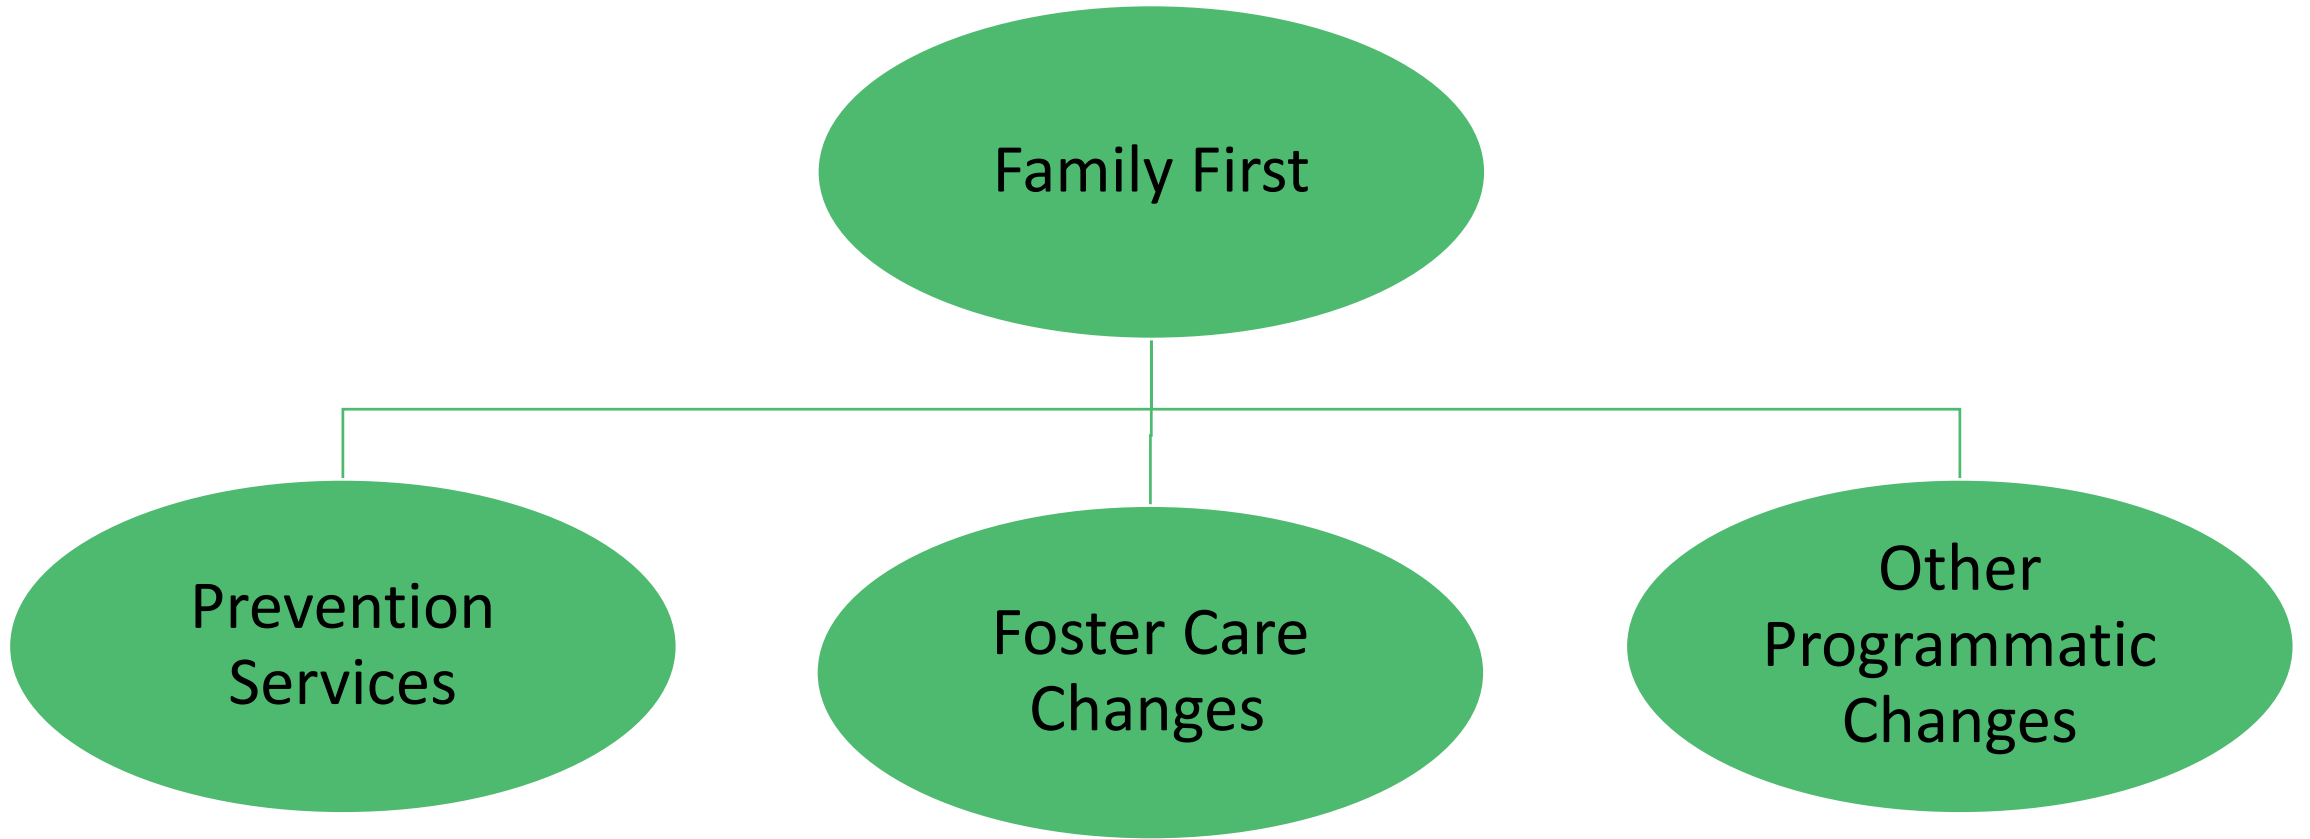 Family First
Prevention
Services
Foster Care
Changes
Other
Programmatic
Changes